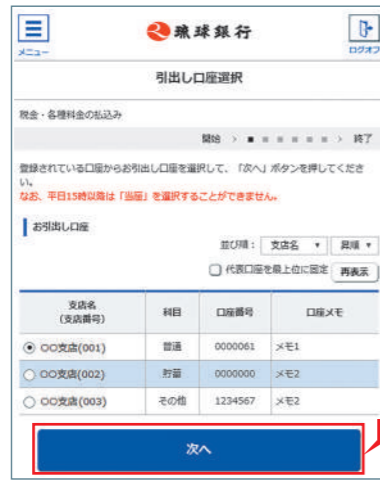 メニュー
琉球銀行
ログオフ
引出し口座選択
税金・各種料金の払込み
開始 > ■ ■ ■ ■ ■ ■ ■ > 終了
登録されている口座からお引出し口座を選択して、「次へ」ボタンを押してくださ
い。
なお、平日15時以降は「当座」を選択することができません。
お引出し口座
並び順： 支店名 ▼ 昇順 ▼
代表口座を最上位に固定 再表示
支店名
(支店番号) 科目 口座番号 口座メモ
〇〇支店(001) 普通 0000061 メモ1
〇〇支店(002) 貯蓄 0000000 メモ2
〇〇支店(003) その他 1234567 メモ2
次へ